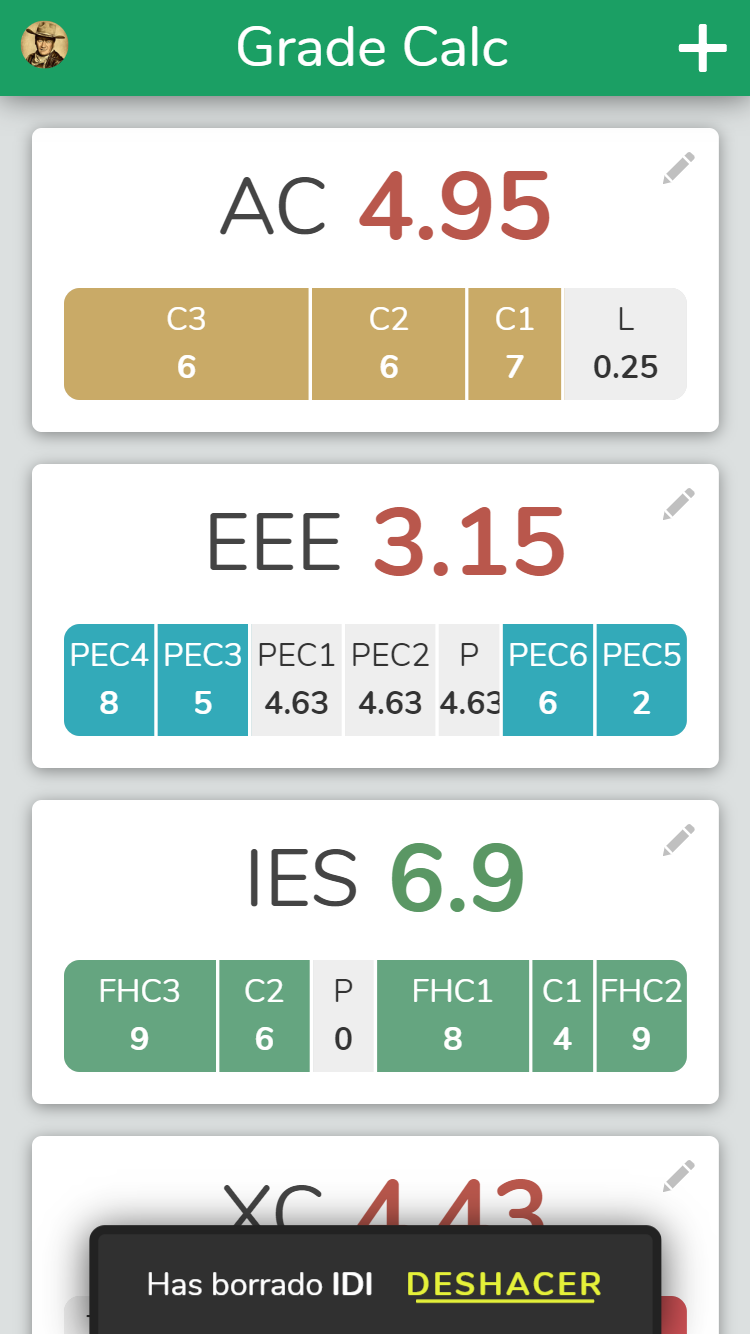 Grade Calc
AC 4.95
C3 C2 C1 L
6 6 7 0.25
EEE 3.15
PEC4 PEC3 PEC1 PEC2 P PEC6 PEC5
8 5 4.63 4.63 4.63 6 2
IES 6.9
FHC3 C2 P FHC1 C1 FHC2
9 6 0 8 4 9
XC 4.43
Has borrado IDI DESHACER